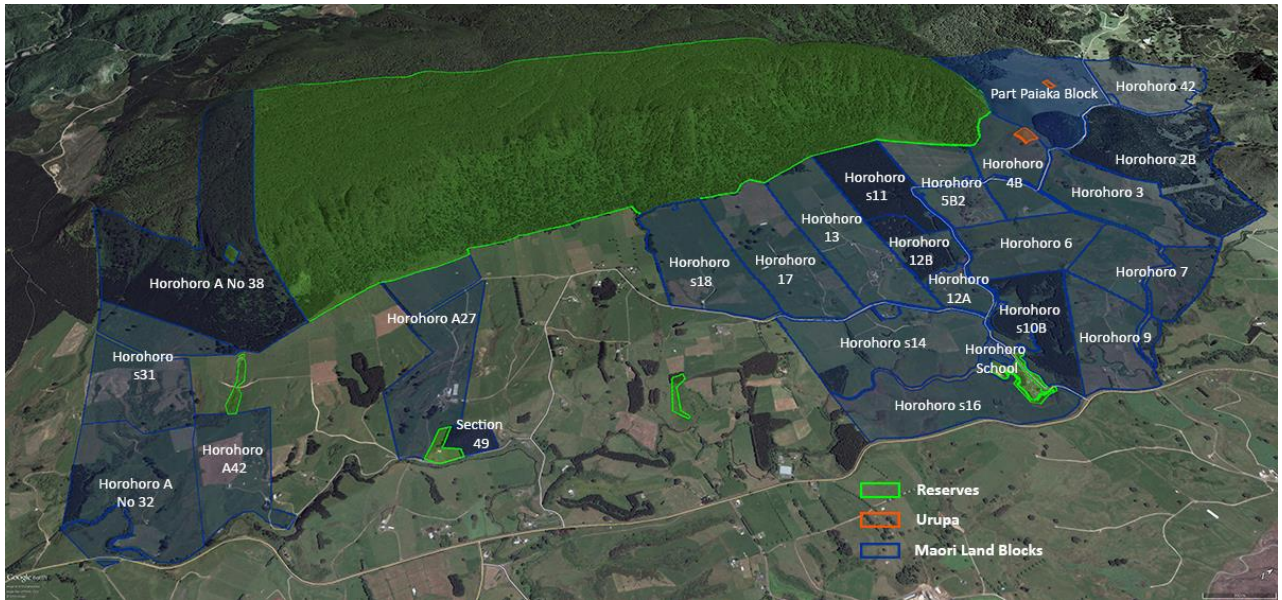 Part Paiaka Block
Horohoro 42
Horohoro 2B
Horohoro
4B
Horohoro 3
Horohoro
5B2
Horohoro
s11
Horohoro
13
Horohoro
12B
Horohoro 6
Horohoro 7
Horohoro
s18
Horohoro
17
Horohoro
12A
Horohoro
s10B
Horohoro 9
Horohoro A No 38
Horohoro A27
Horohoro s14
Horohoro
School
Horohoro
s31
Horohoro s16
Section
49
Horohoro
A42
Horohoro A
No 32
Reserves
Urupa
Maori Land Blocks
Google earth